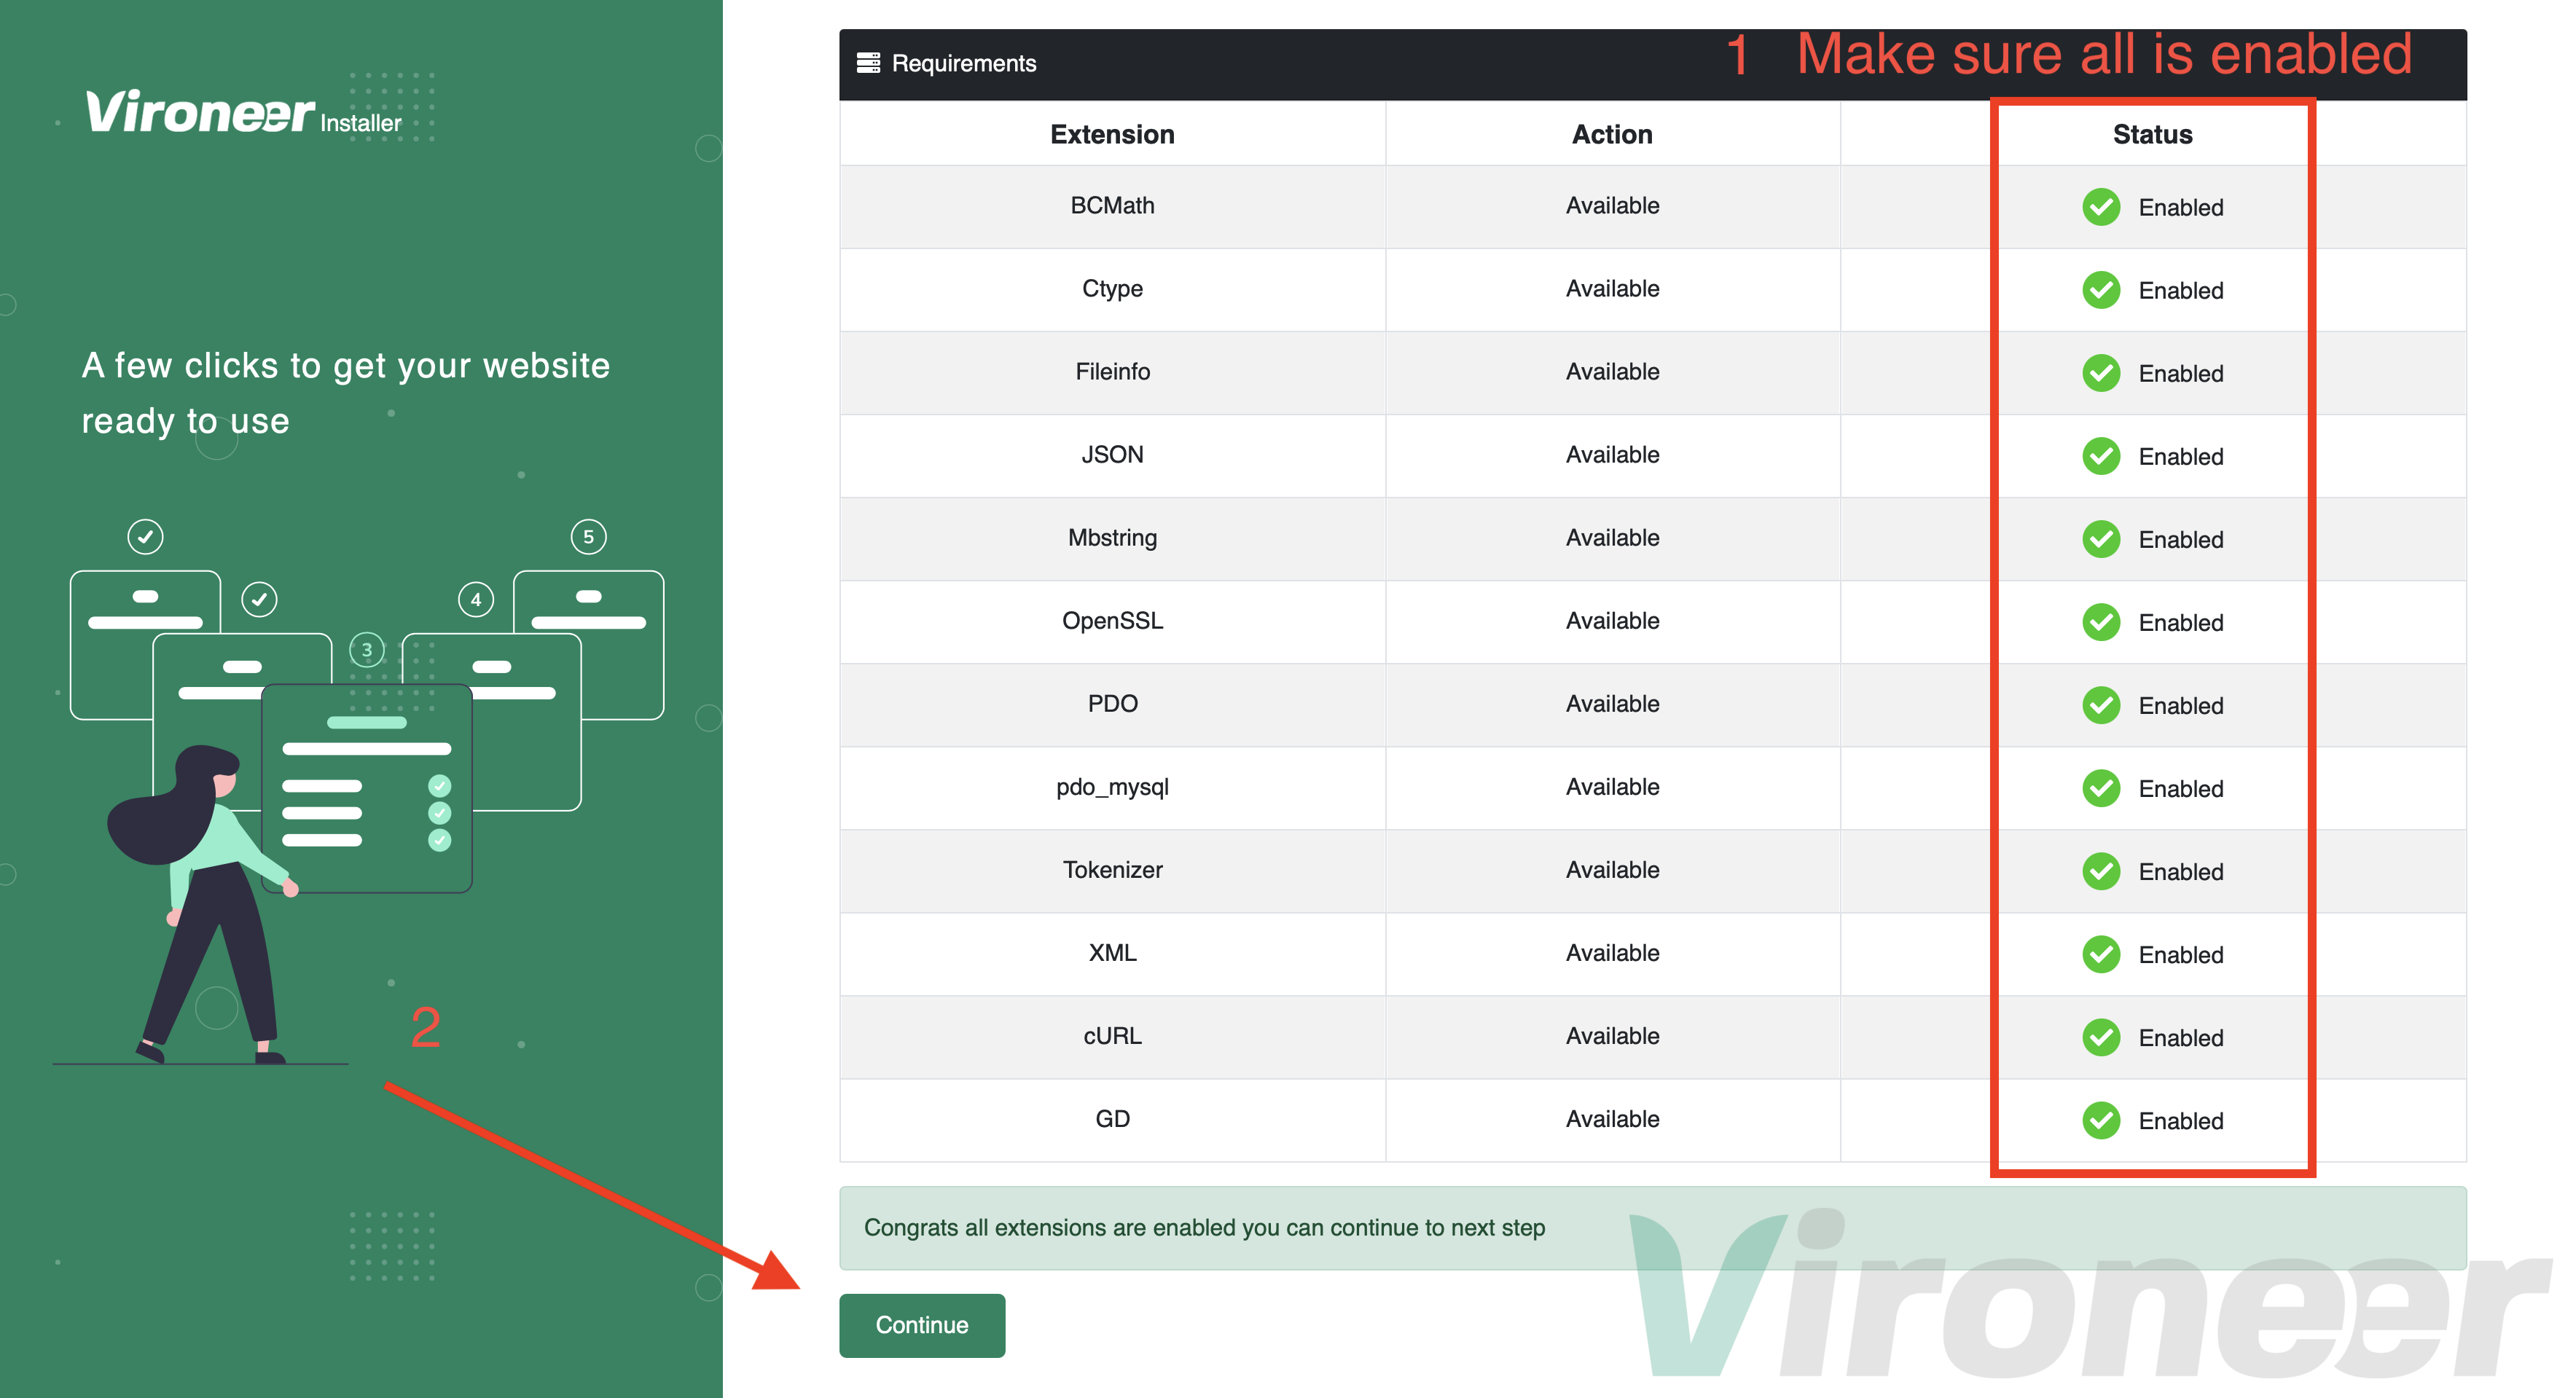 Vironeer Installer
A few clicks to get your website
ready to use
5
4
3
2
Requirements
1 Make sure all is enabled
Extension Action Status
BCMath Available Enabled
Ctype Available Enabled
Fileinfo Available Enabled
JSON Available Enabled
Mbstring Available Enabled
OpenSSL Available Enabled
PDO Available Enabled
pdo_mysql Available Enabled
Tokenizer Available Enabled
XML Available Enabled
cURL Available Enabled
GD Available Enabled
Congrats all extensions are enabled you can continue to next step
Continue
Vironeer